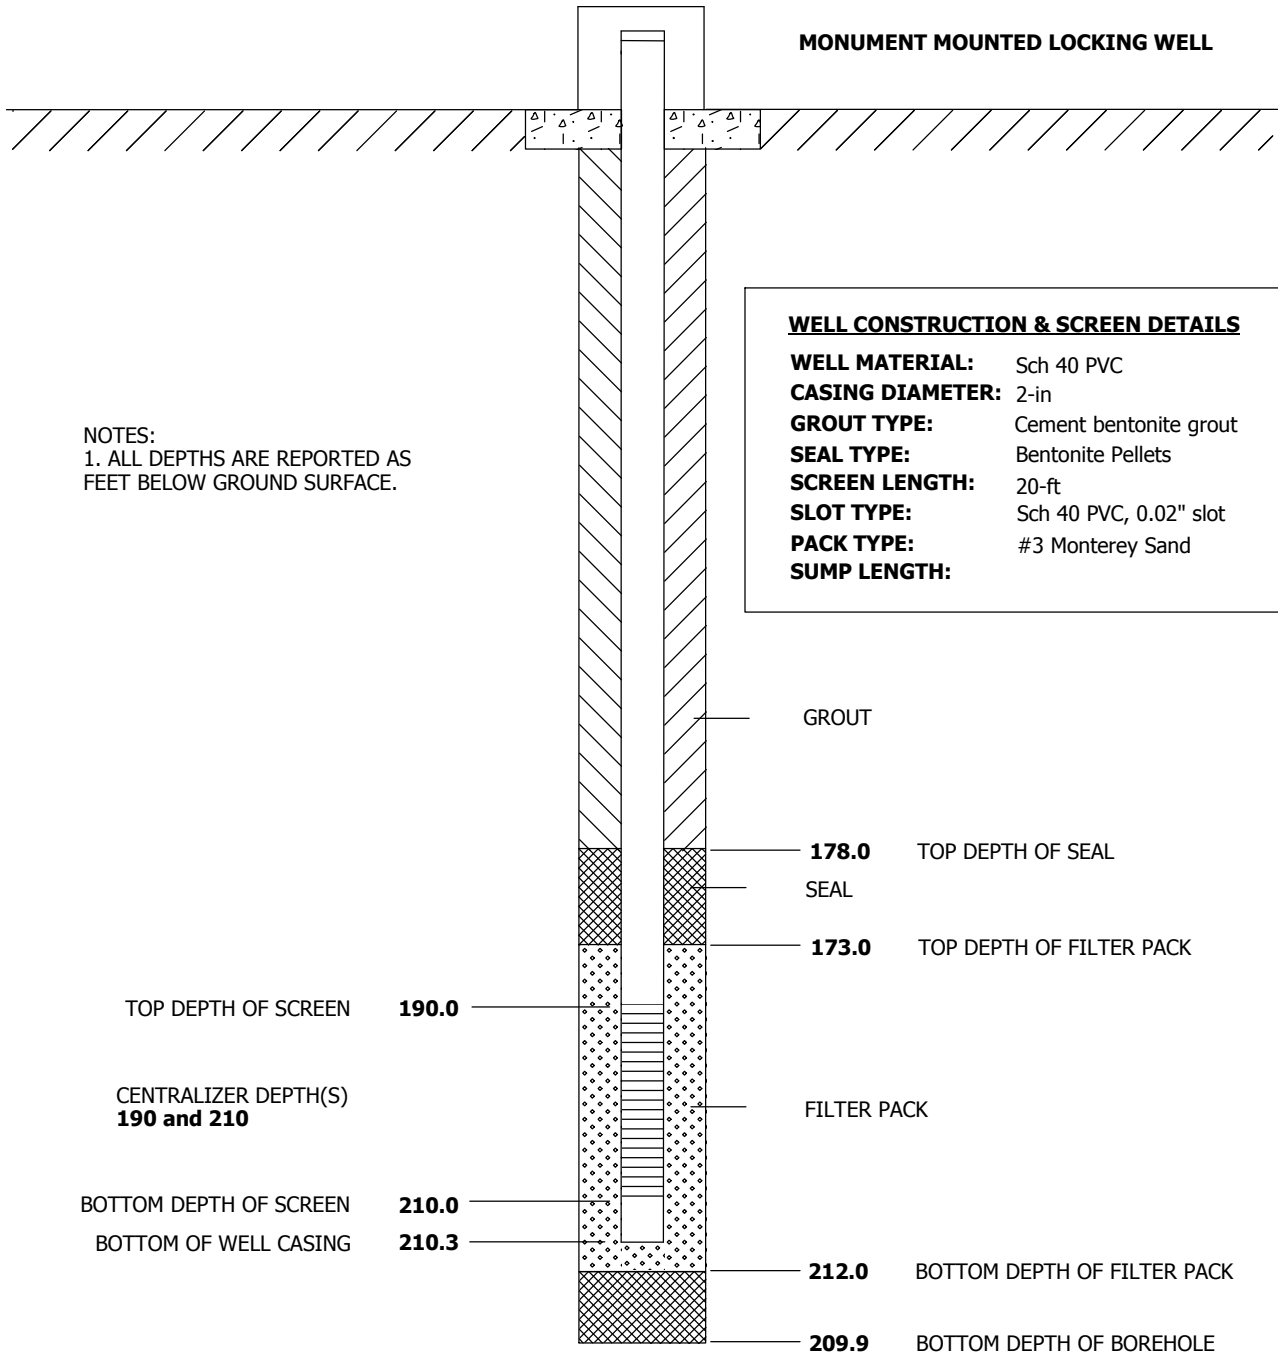 MONUMENT MOUNTED LOCKING WELL
WELL CONSTRUCTION & SCREEN DETAILS
WELL MATERIAL: Sch 40 PVC
CASING DIAMETER: 2-in
GROUT TYPE: Cement bentonite grout
SEAL TYPE: Bentonite Pellets
SCREEN LENGTH: 20-ft
SLOT TYPE: Sch 40 PVC, 0.02" slot
PACK TYPE: #3 Monterey Sand
SUMP LENGTH:
NOTES:
1. ALL DEPTHS ARE REPORTED AS
FEET BELOW GROUND SURFACE.
GROUT
178.0 TOP DEPTH OF SEAL
SEAL
173.0 TOP DEPTH OF FILTER PACK
TOP DEPTH OF SCREEN 190.0
CENTRALIZER DEPTH(S)
190 and 210
FILTER PACK
BOTTOM DEPTH OF SCREEN 210.0
BOTTOM OF WELL CASING 210.3
212.0 BOTTOM DEPTH OF FILTER PACK
209.9 BOTTOM DEPTH OF BOREHOLE